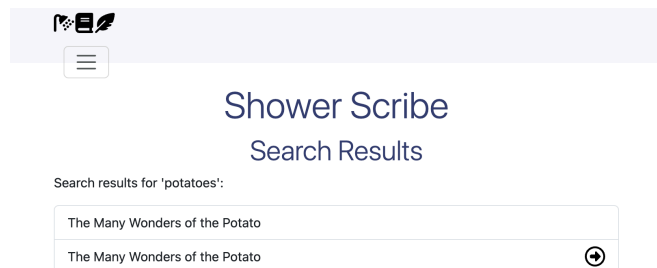 Shower Scribe
Search Results
Search results for 'potatoes':
The Many Wonders of the Potato
The Many Wonders of the Potato